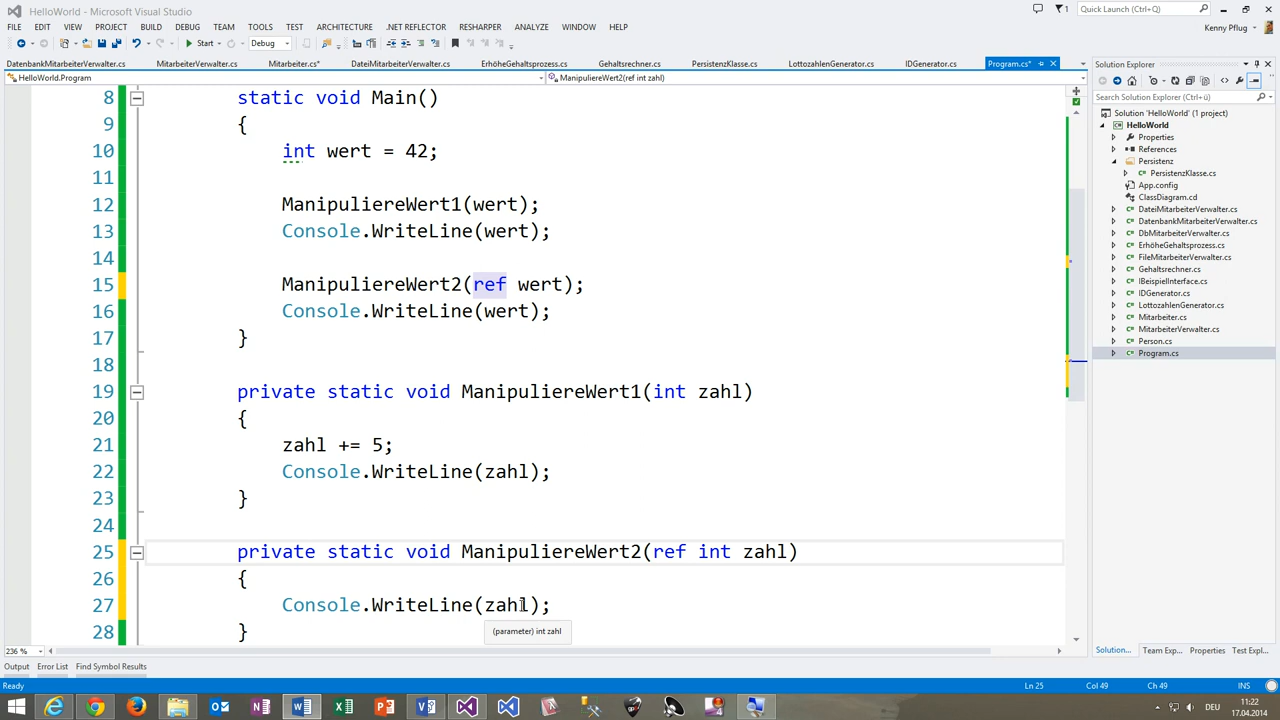 HelloWorld - Microsoft Visual Studio
1
Quick Launch (Ctrl+Q)
FILE EDIT VIEW PROJECT BUILD DEBUG TEAM TOOLS TEST ARCHITECTURE .NET REFLECTOR RESHARPER ANALYZE WINDOW HELP
Kenny Pflug
Start Debug
DatenbankMitarbeiterVerwalter.cs MitarbeiterVerwalter.cs Mitarbeiter.cs* DateiMitarbeiterVerwalter.cs ErhöheGehaltsprozess.cs Gehaltsrechner.cs PersistenzKlasse.cs LottozahlenGenerator.cs IDGenerator.cs Program.cs*
HelloWorld.Program ManipuliereWert2(ref int zahl)
8 static void Main()
9 {
10 int wert = 42;
11
12 ManipuliereWert1(wert);
13 Console.WriteLine(wert);
14
15 ManipuliereWert2(ref wert);
16 Console.WriteLine(wert);
17 }
18
19 private static void ManipuliereWert1(int zahl)
20 {
21 zahl += 5;
22 Console.WriteLine(zahl);
23 }
24
25 private static void ManipuliereWert2(ref int zahl)
26 {
27 Console.WriteLine(zahl);
(parameter) int zahl
28 }
236 %
Solution Explorer
Search Solution Explorer (Ctrl+ü)
Solution 'HelloWorld' (1 project)
HelloWorld
Properties
References
Persistenz
PersistenzKlasse.cs
App.config
ClassDiagram.cd
DateiMitarbeiterVerwalter.cs
DatenbankMitarbeiterVerwalter.cs
DbMitarbeiterVerwalter.cs
ErhöheGehaltsprozess.cs
FileMitarbeiterVerwalter.cs
Gehaltsrechner.cs
IBeispielInterface.cs
IDGenerator.cs
LottozahlenGenerator.cs
Mitarbeiter.cs
MitarbeiterVerwalter.cs
Person.cs
Program.cs
Solution... Team Exp... Properties Test Expl...
Output Error List Find Symbol Results
Ready Ln 25 Col 49 Ch 49 INS
DEU
11:22
17.04.2014